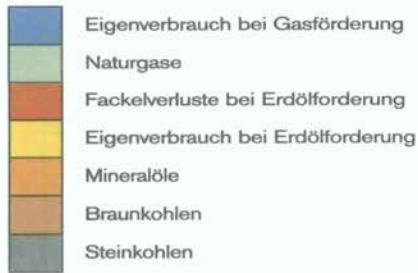 Eigenverbrauch bei Gasförderung
Naturgase
Fackelverluste bei Erdölforderung
Eigenverbrauch bei Erdölforderung
Mineralöle
Braunkohlen
Steinkohlen